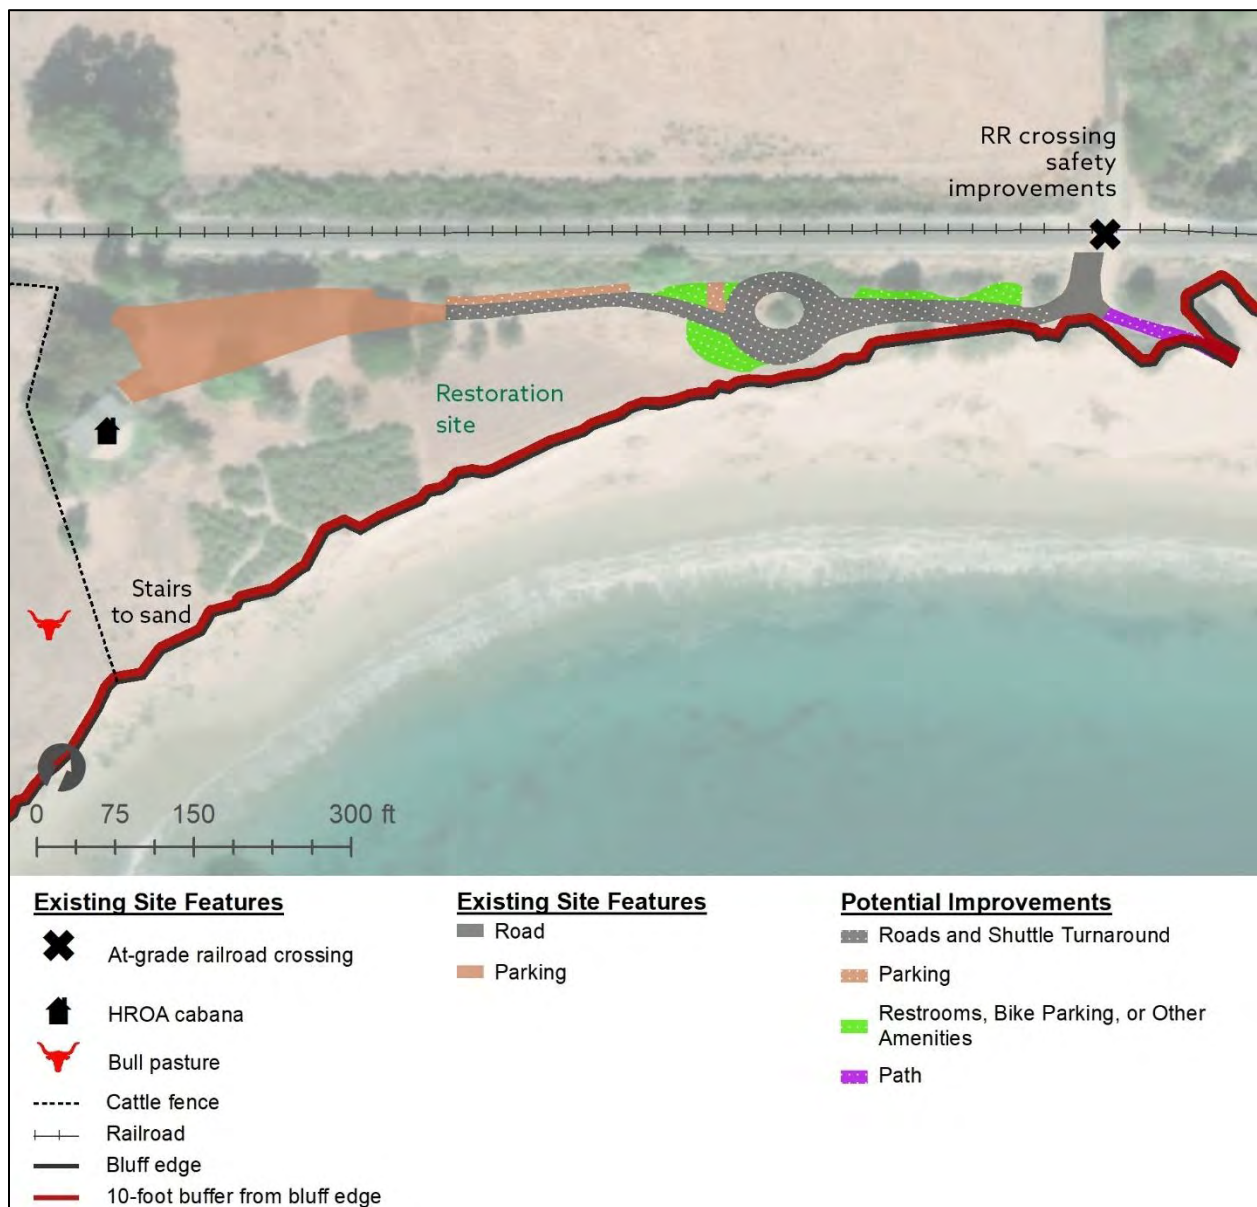 RR crossing
safety
improvements
Restoration
site
Stairs
to sand
0 75 150 300 ft
Existing Site Features
At-grade railroad crossing
HROA cabana
Bull pasture
Cattle fence
Railroad
Bluff edge
10-foot buffer from bluff edge
Existing Site Features
Road
Parking
Potential Improvements
Roads and Shuttle Turnaround
Parking
Restrooms, Bike Parking, or Other
Amenities
Path